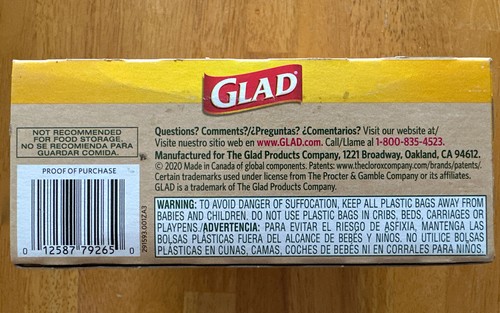 GLAD
NOT RECOMMENDED
FOR FOOD STORAGE.
NO SE RECOMIENDA PARA
GUARDAR COMIDA.
PROOF OF PURCHASE
0 12587 79265 0
291593.001ZA3
Questions? Comments?/¿Preguntas? ¿Comentarios? Visit our website at/
Visite nuestro sitio web en www.GLAD.com. Call/Llame al 1-800-835-4523.
Manufactured for The Glad Products Company, 1221 Broadway, Oakland, CA 94612.
© 2020 Made in Canada of global components. Patents: www.thecloroxcompany.com/brands/patents/.
Certain trademarks used under license from The Procter & Gamble Company or its affiliates.
GLAD is a trademark of The Glad Products Company.
WARNING: TO AVOID DANGER OF SUFFOCATION, KEEP ALL PLASTIC BAGS AWAY FROM
BABIES AND CHILDREN. DO NOT USE PLASTIC BAGS IN CRIBS, BEDS, CARRIAGES OR
PLAYPENS./ADVERTENCIA: PARA EVITAR EL RIESGO DE ASFIXIA, MANTENGA LAS
BOLSAS PLÁSTICAS FUERA DEL ALCANCE DE BEBÉS Y NIÑOS. NO UTILICE BOLSAS
PLÁSTICAS EN CUNAS, CAMAS, COCHES DE BEBÉS NI EN CORRALES PARA NIÑOS.